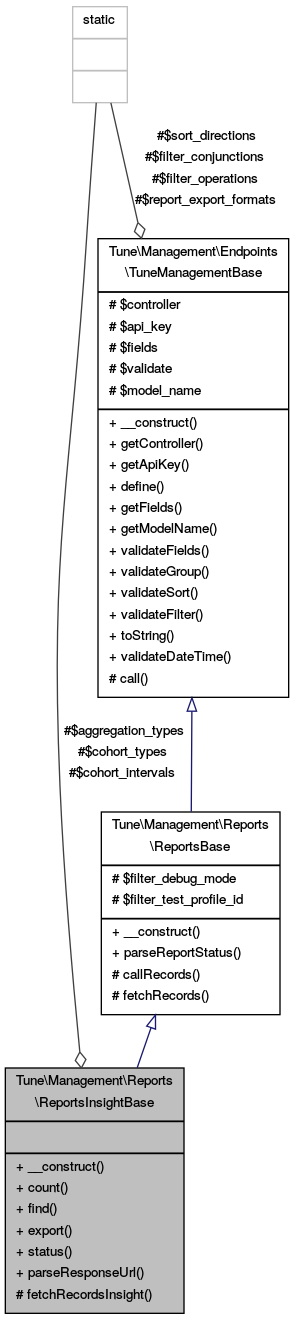 static
#$sort_directions
#$filter_conjunctions
#$filter_operations
#$report_export_formats
Tune\Management\Endpoints
\TuneManagementBase
# $controller
# $api_key
# $fields
# $validate
# $model_name
+ __construct()
+ getController()
+ getApiKey()
+ define()
+ getFields()
+ getModelName()
+ validateFields()
+ validateGroup()
+ validateSort()
+ validateFilter()
+ toString()
+ validateDateTime()
# call()
#$aggregation_types
#$cohort_types
#$cohort_intervals
Tune\Management\Reports
\ReportsBase
# $filter_debug_mode
# $filter_test_profile_id
+ __construct()
+ parseReportStatus()
# callRecords()
# fetchRecords()
Tune\Management\Reports
\ReportsInsightBase
+ __construct()
+ count()
+ find()
+ export()
+ status()
+ parseResponseUrl()
# fetchRecordsInsight()